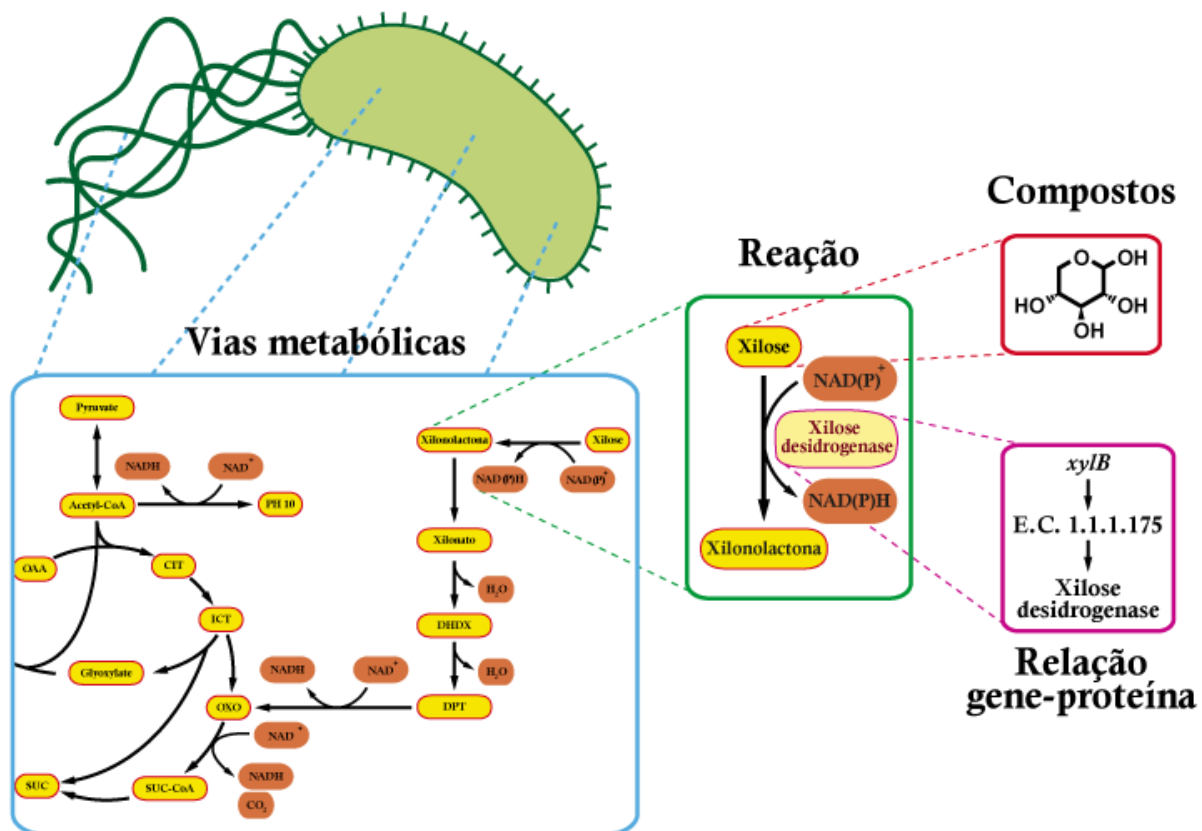 Compostos
OH
O
HO
OH
OH
Reação
Xilose
NAD(P)+
Xilose
desidrogenase
NAD(P)H
Xilonolactona
xylB
E.C. 1.1.1.175
Xilose
desidrogenase
Relação
gene-proteína
Vias metabólicas
Pyruvate
NADH
NAD+
Acetyl-CoA
PH 10
OAA
CIT
ICT
Glyoxylate
OXO
NAD+
NADH
CO₂
SUC-CoA
SUC
Xilonolactona
Xilose
NAD(P)H
NAD(P)+
Xilonato
H₂O
DHDX
H₂O
DPT
NADH
NAD+